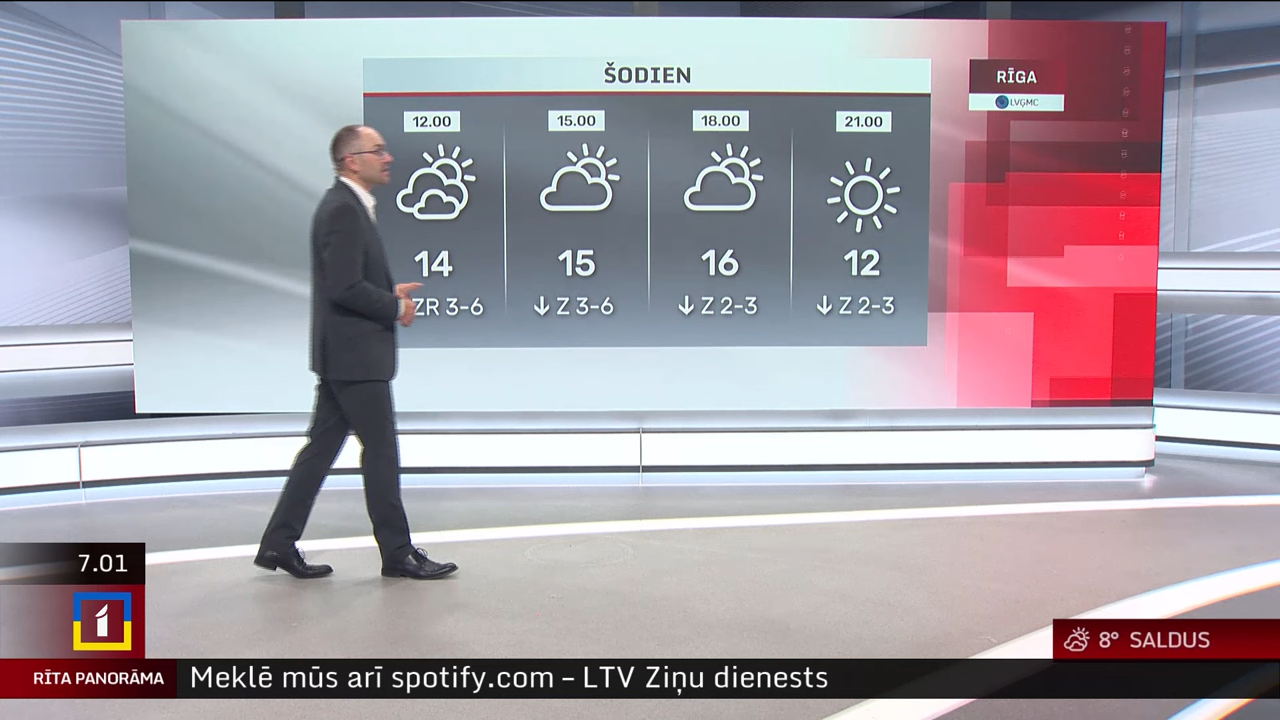 ŠODIEN
RĪGA
LVĢMC
12.00 15.00 18.00 21.00
14 15 16 12
ZR 3-6 Z 3-6 Z 2-3 Z 2-3
7.01
1
8° SALDUS
RĪTA PANORĀMA
Meklē mūs arī spotify.com – LTV Ziņu dienests